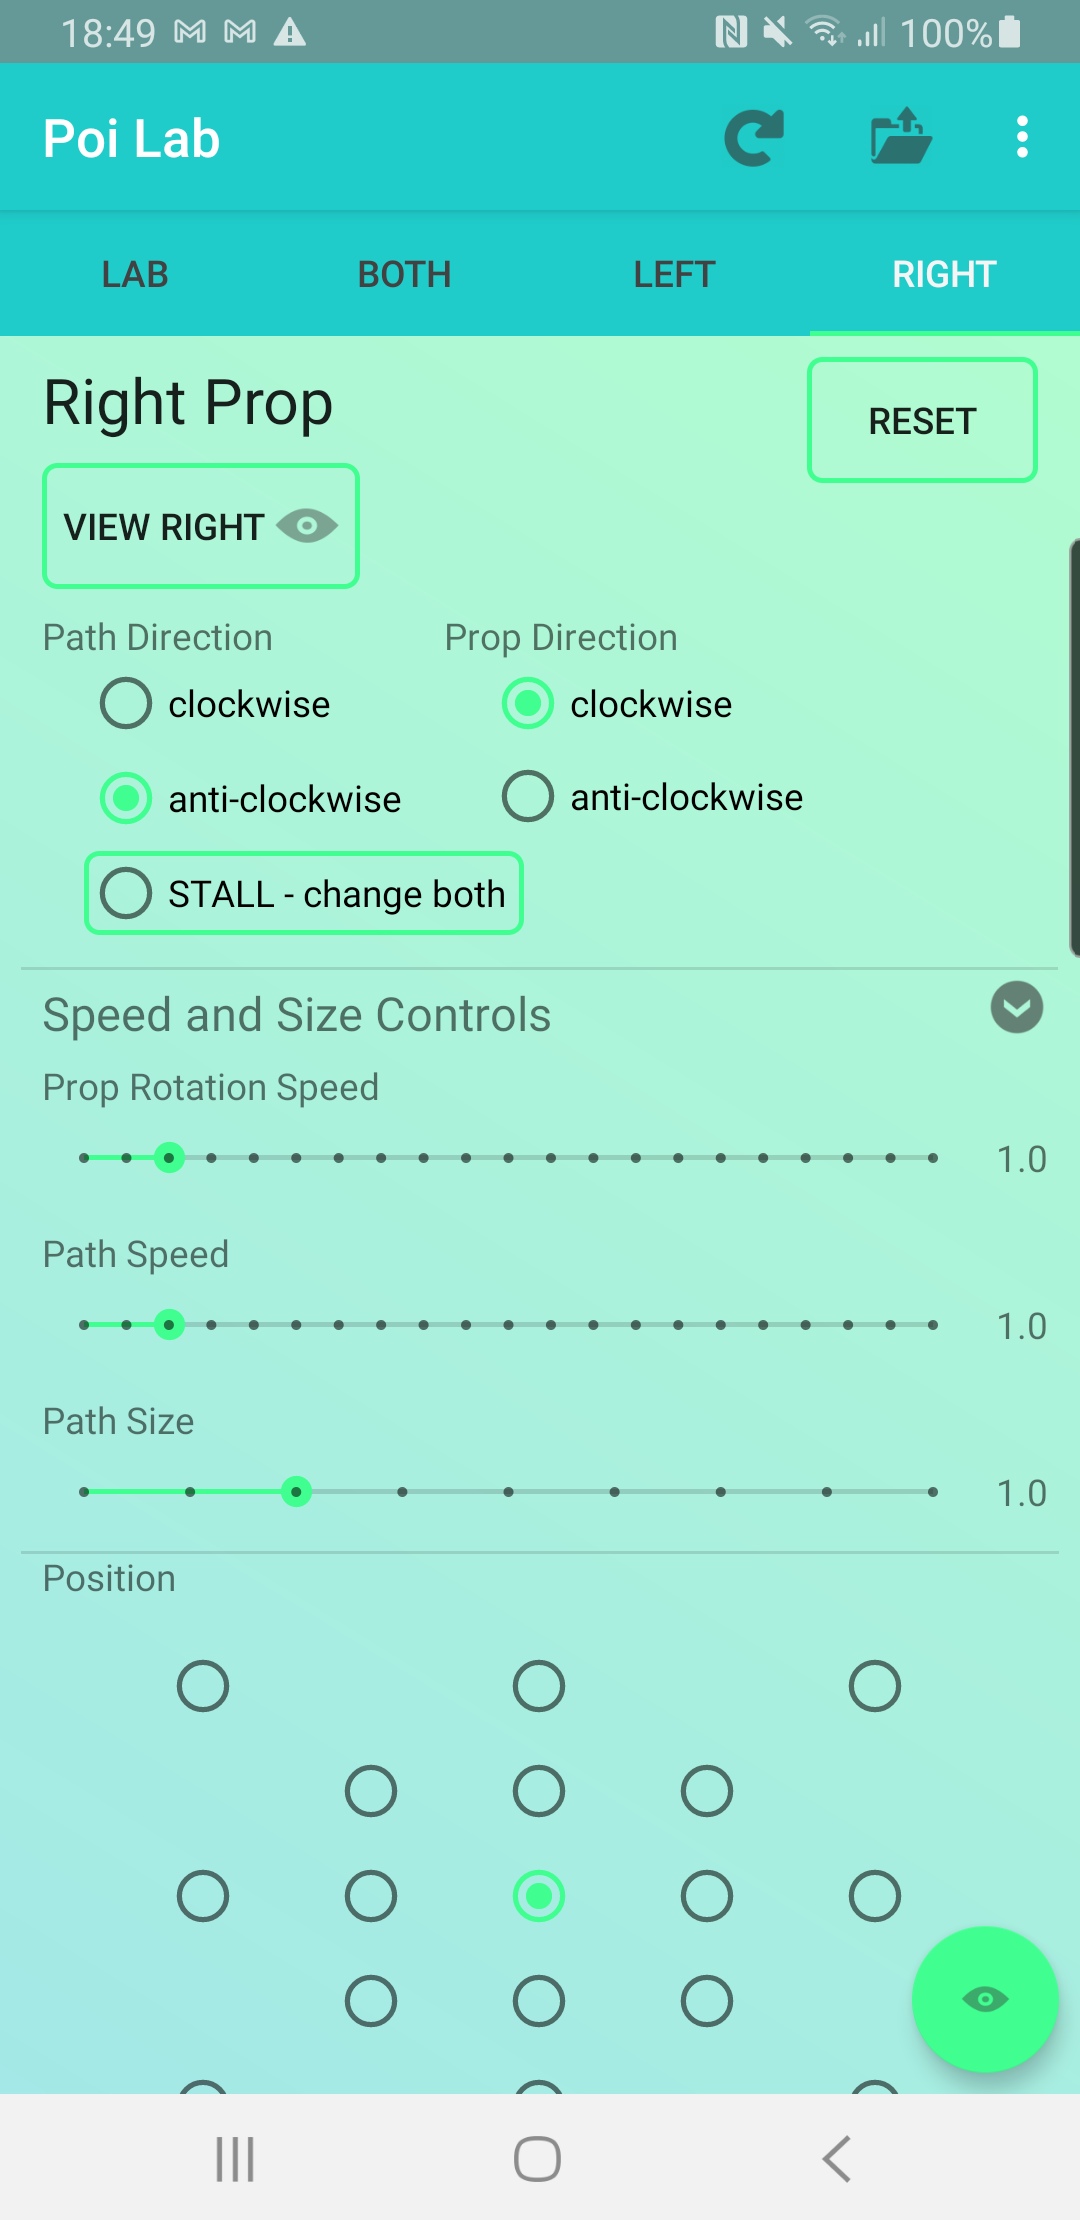 18:49 100%
Poi Lab
LAB BOTH LEFT RIGHT
Right Prop
RESET
VIEW RIGHT
Path Direction Prop Direction
clockwise clockwise
anti-clockwise anti-clockwise
STALL - change both
Speed and Size Controls
Prop Rotation Speed
1.0
Path Speed
1.0
Path Size
1.0
Position